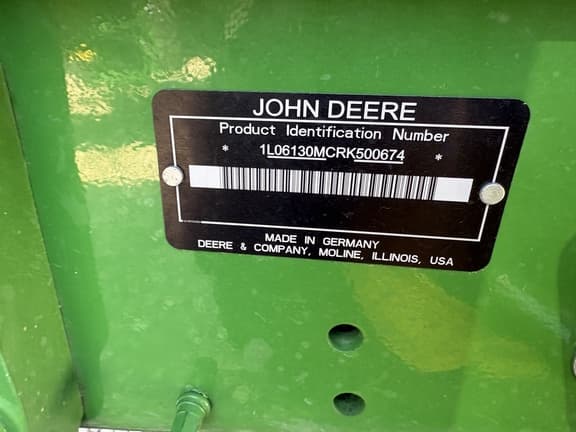 JOHN DEERE
Product Identification Number
* 1L06130MCRK500674 *
MADE IN GERMANY
DEERE & COMPANY, MOLINE, ILLINOIS, USA